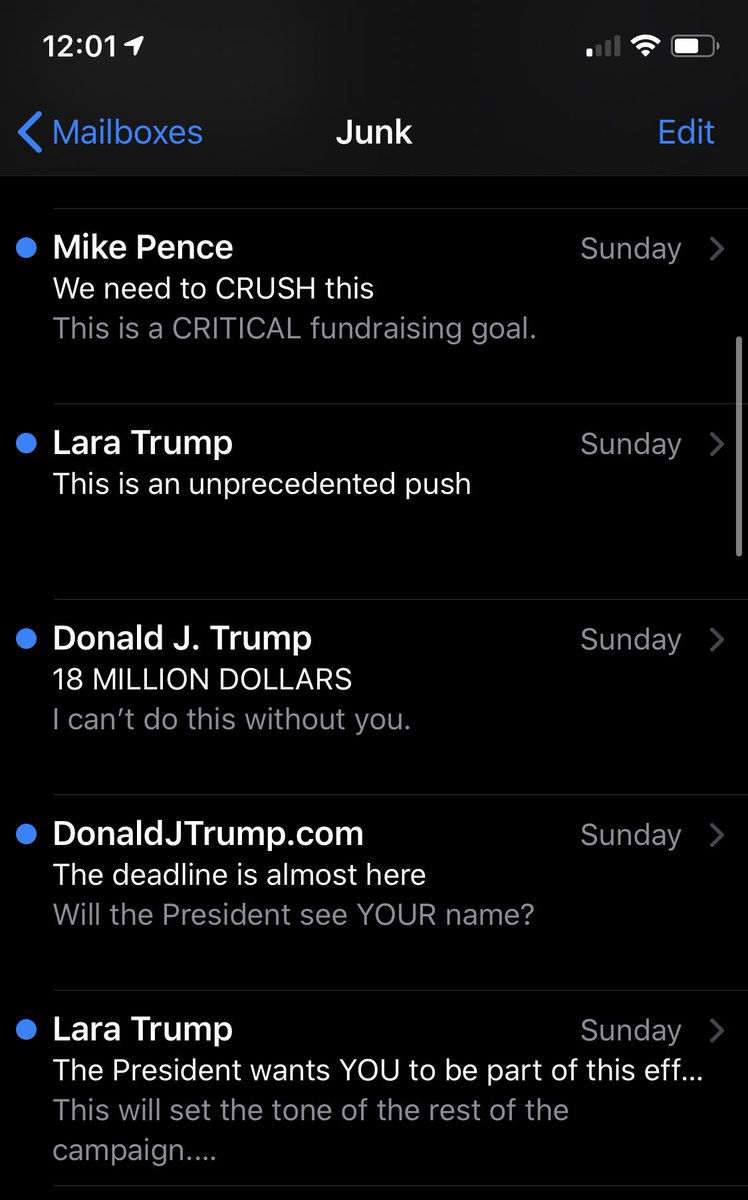 12:01
Mailboxes
Junk
Edit
Mike Pence
Sunday
We need to CRUSH this
This is a CRITICAL fundraising goal.
Lara Trump
Sunday
This is an unprecedented push
Donald J. Trump
Sunday
18 MILLION DOLLARS
I can’t do this without you.
DonaldJTrump.com
Sunday
The deadline is almost here
Will the President see YOUR name?
Lara Trump
Sunday
The President wants YOU to be part of this eff...
This will set the tone of the rest of the
campaign....